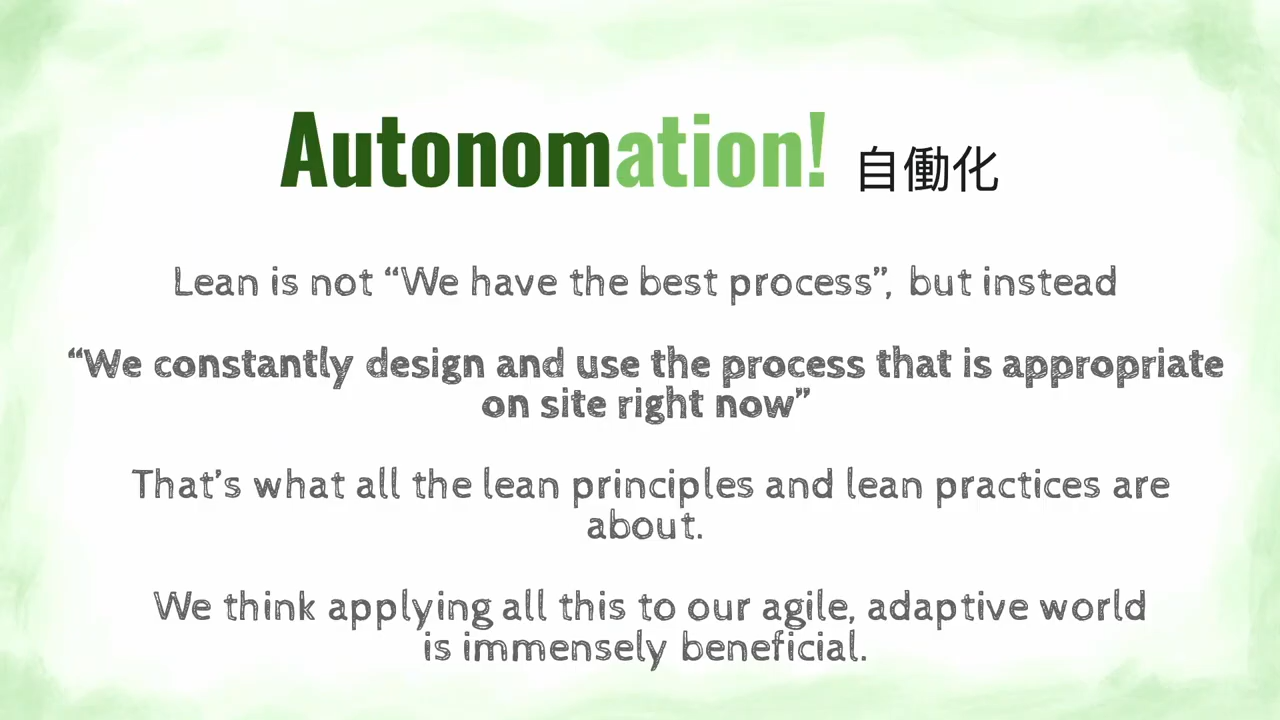 Autonomation! 自働化
Lean is not “We have the best process”, but instead
“We constantly design and use the process that is appropriate
on site right now”
That’s what all the lean principles and lean practices are
about.
We think applying all this to our agile, adaptive world
is immensely beneficial.